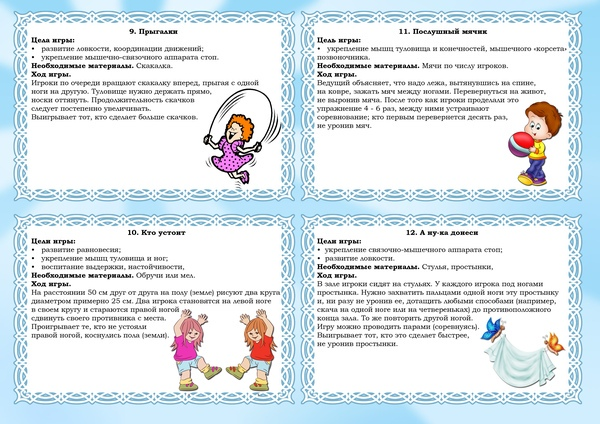 9. Прыгалки
Цели игры:
• развитие ловкости, координации движений;
• укрепление мышечно-связочного аппарата стоп.
Необходимые материалы. Скакалка.
Ход игры.
Игроки по очереди вращают скакалку вперед, прыгая с одной
ноги на другую. Туловище нужно держать прямо,
носки оттянуть. Продолжительность скачков
следует постепенно увеличивать.
Выигрывает тот, кто сделает больше скачков.
11. Послушный мячик
Цель игры:
• укрепление мышц туловища и конечностей, мышечного «корсета»
позвоночника.
Необходимые материалы. Мячи по числу игроков.
Ход игры.
Ведущий объясняет, что надо лежа, вытянувшись на спине,
на ковре, зажать мяч между ногами. Перевернуться на живот,
не выронив мяча. После того как игроки проделали это
упражнение 4 - 6 раз, между ними устраивают
соревнование; кто первым перевернется десять раз,
не уронив мяч.
10. Кто устоит
Цели игры:
• развитие равновесия;
• укрепление мышц туловища и ног;
• воспитание выдержки, настойчивости,
Необходимые материалы. Обручи или мел.
Ход игры.
На расстоянии 50 см друг от друга на полу (земле) рисуют два круга
диаметром примерно 25 см. Два игрока становятся на левой ноге
в своем кругу и стараются правой ногой
сдвинуть своего противника с места.
Проигрывает те, кто не устояли
правой ногой, коснулись пола (земли).
12. А ну-ка донеси
Цели игры:
• укрепление связочно-мышечного аппарата стоп;
• развитие ловкости.
Необходимые материалы. Стулья, простынки,
Ход игры.
В зале игроки сидят на стульях. У каждого игрока под ногами
простынка. Нужно захватить пальцами одной ноги эту простынку
и, ни разу не уронив ее, дотащить любыми способами (например,
скача на одной ноге или на четвереньках) до противоположного
конца зала. То же повторить другой ногой.
Игру можно проводить парами (соревнуясь).
Выигрывает тот, кто это сделает быстрее,
не уронив простынки.